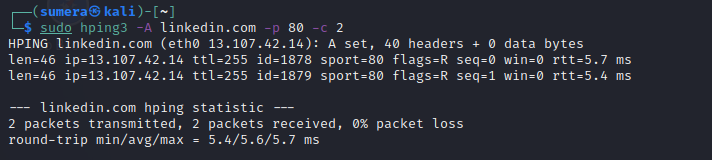 (sumera㉿kali)-[~]
$ sudo hping3 -A linkedin.com -p 80 -c 2
HPING linkedin.com (eth0 13.107.42.14): A set, 40 headers + 0 data bytes
len=46 ip=13.107.42.14 ttl=255 id=1878 sport=80 flags=R seq=0 win=0 rtt=5.7 ms
len=46 ip=13.107.42.14 ttl=255 id=1879 sport=80 flags=R seq=1 win=0 rtt=5.4 ms
--- linkedin.com hping statistic ---
2 packets transmitted, 2 packets received, 0% packet loss
round-trip min/avg/max = 5.4/5.6/5.7 ms